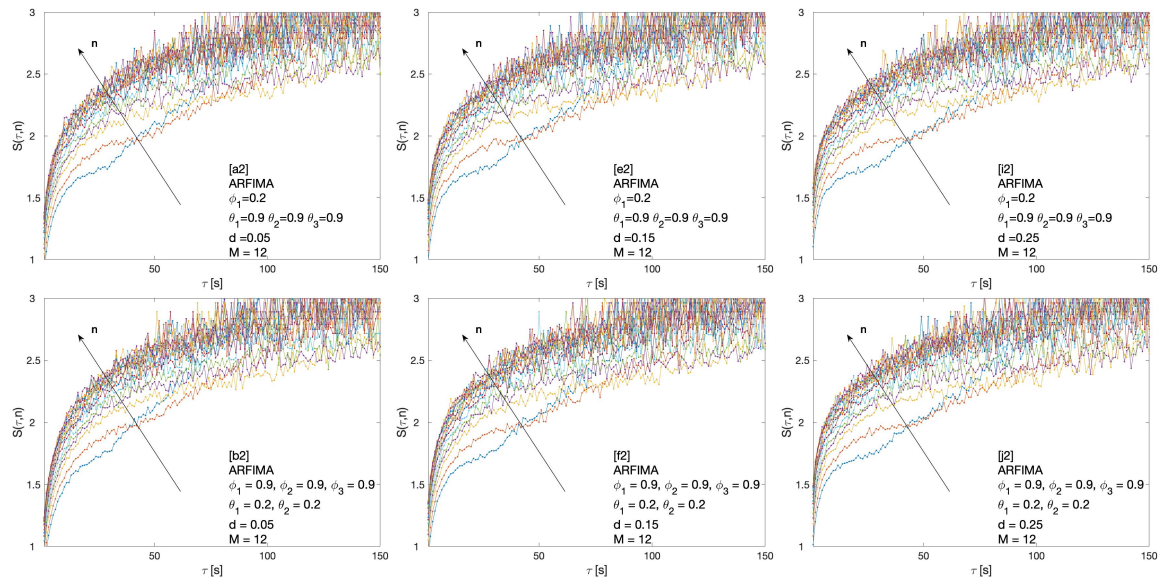 3
2.5
2
1.5
1
S(τ,n)
n
[a2]
ARFIMA
ϕ1=0.2
θ1=0.9 θ2=0.9 θ3=0.9
d =0.05
M = 12
50
100
150
τ [s]
3
2.5
2
1.5
1
S(τ,n)
n
[e2]
ARFIMA
ϕ1=0.2
θ1=0.9 θ2=0.9 θ3=0.9
d =0.15
M = 12
50
100
150
τ [s]
3
2.5
2
1.5
1
S(τ,n)
n
[i2]
ARFIMA
ϕ1=0.2
θ1=0.9 θ2=0.9 θ3=0.9
d =0.25
M = 12
50
100
150
τ [s]
3
2.5
2
1.5
1
S(τ,n)
n
[b2]
ARFIMA
ϕ1 = 0.9, ϕ2 = 0.9, ϕ3 = 0.9
θ1 = 0.2, θ2 = 0.2
d = 0.05
M = 12
50
100
150
τ [s]
3
2.5
2
1.5
1
S(τ,n)
n
[f2]
ARFIMA
ϕ1 = 0.9, ϕ2 = 0.9, ϕ3 = 0.9
θ1 = 0.2, θ2 = 0.2
d = 0.15
M = 12
50
100
150
τ [s]
3
2.5
2
1.5
1
S(τ,n)
n
[j2]
ARFIMA
ϕ1 = 0.9, ϕ2 = 0.9, ϕ3 = 0.9
θ1 = 0.2, θ2 = 0.2
d = 0.25
M = 12
50
100
150
τ [s]